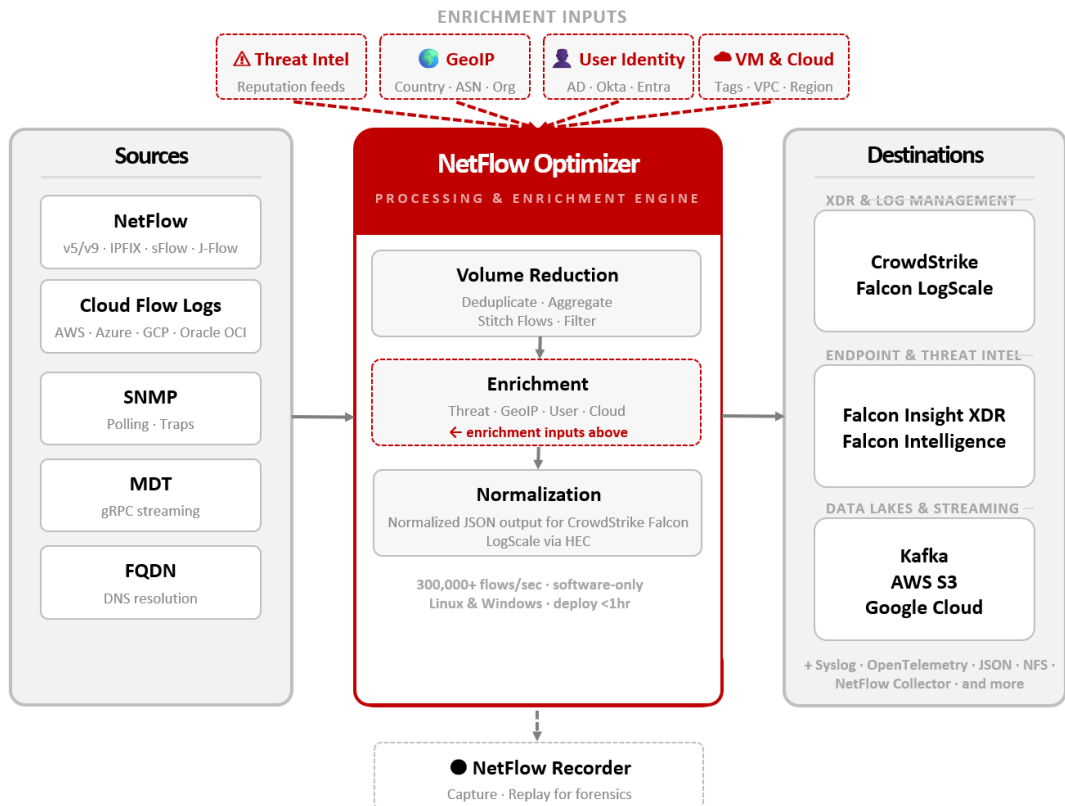 ENRICHMENT INPUTS
Threat Intel
Reputation feeds
GeoIP
Country · ASN · Org
User Identity
AD · Okta · Entra
VM & Cloud
Tags · VPC · Region
Sources
NetFlow
v5/v9 · IPFIX · sFlow · J-Flow
Cloud Flow Logs
AWS · Azure · GCP · Oracle OCI
SNMP
Polling · Traps
MDT
gRPC streaming
FQDN
DNS resolution
NetFlow Optimizer
PROCESSING & ENRICHMENT ENGINE
Volume Reduction
Deduplicate · Aggregate
Stitch Flows · Filter
Enrichment
Threat · GeoIP · User · Cloud
← enrichment inputs above
Normalization
Normalized JSON output for CrowdStrike Falcon
LogScale via HEC
300,000+ flows/sec · software-only
Linux & Windows · deploy <1hr
Destinations
XDR & LOG MANAGEMENT
CrowdStrike
Falcon LogScale
ENDPOINT & THREAT INTEL
Falcon Insight XDR
Falcon Intelligence
DATA LAKES & STREAMING
Kafka
AWS S3
Google Cloud
+ Syslog · OpenTelemetry · JSON · NFS ·
NetFlow Collector · and more
NetFlow Recorder
Capture · Replay for forensics